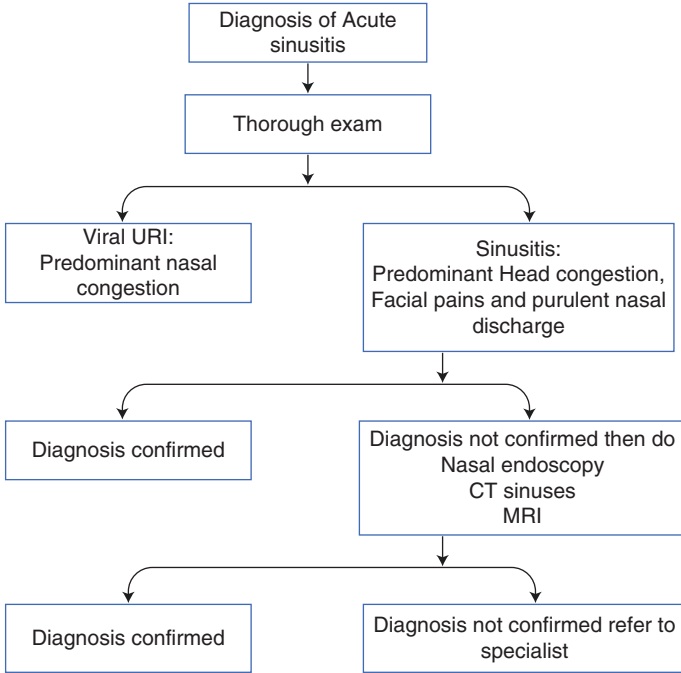 Diagnosis of Acute
sinusitis
Thorough exam
Viral URI:
Predominant nasal
congestion
Sinusitis:
Predominant Head congestion,
Facial pains and purulent nasal
discharge
Diagnosis confirmed
Diagnosis not confirmed then do
Nasal endoscopy
CT sinuses
MRI
Diagnosis confirmed
Diagnosis not confirmed refer to
specialist